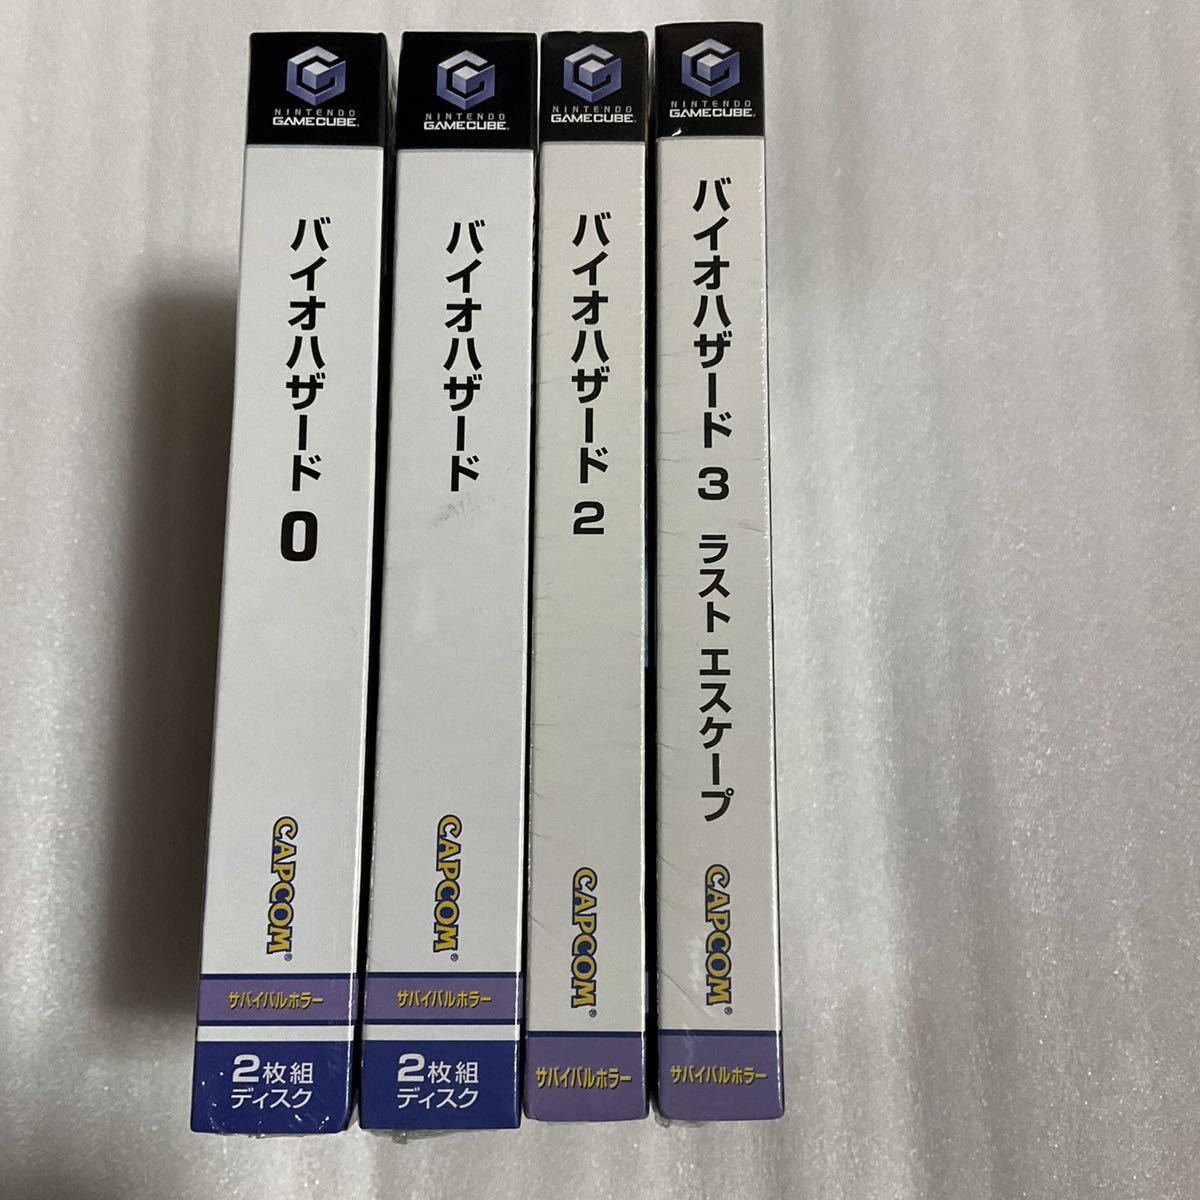 NINTENDO
GAMECUBE®
バイオハザード 0
CAPCOM®
サバイバルホラー
2枚組
ディスク
NINTENDO
GAMECUBE®
バイオハザード
CAPCOM®
サバイバルホラー
2枚組
ディスク
NINTENDO
GAMECUBE®
バイオハザード 2
CAPCOM®
サバイバルホラー
NINTENDO
GAMECUBE®
バイオハザード 3 ラスト エスケープ
CAPCOM®
サバイバルホラー